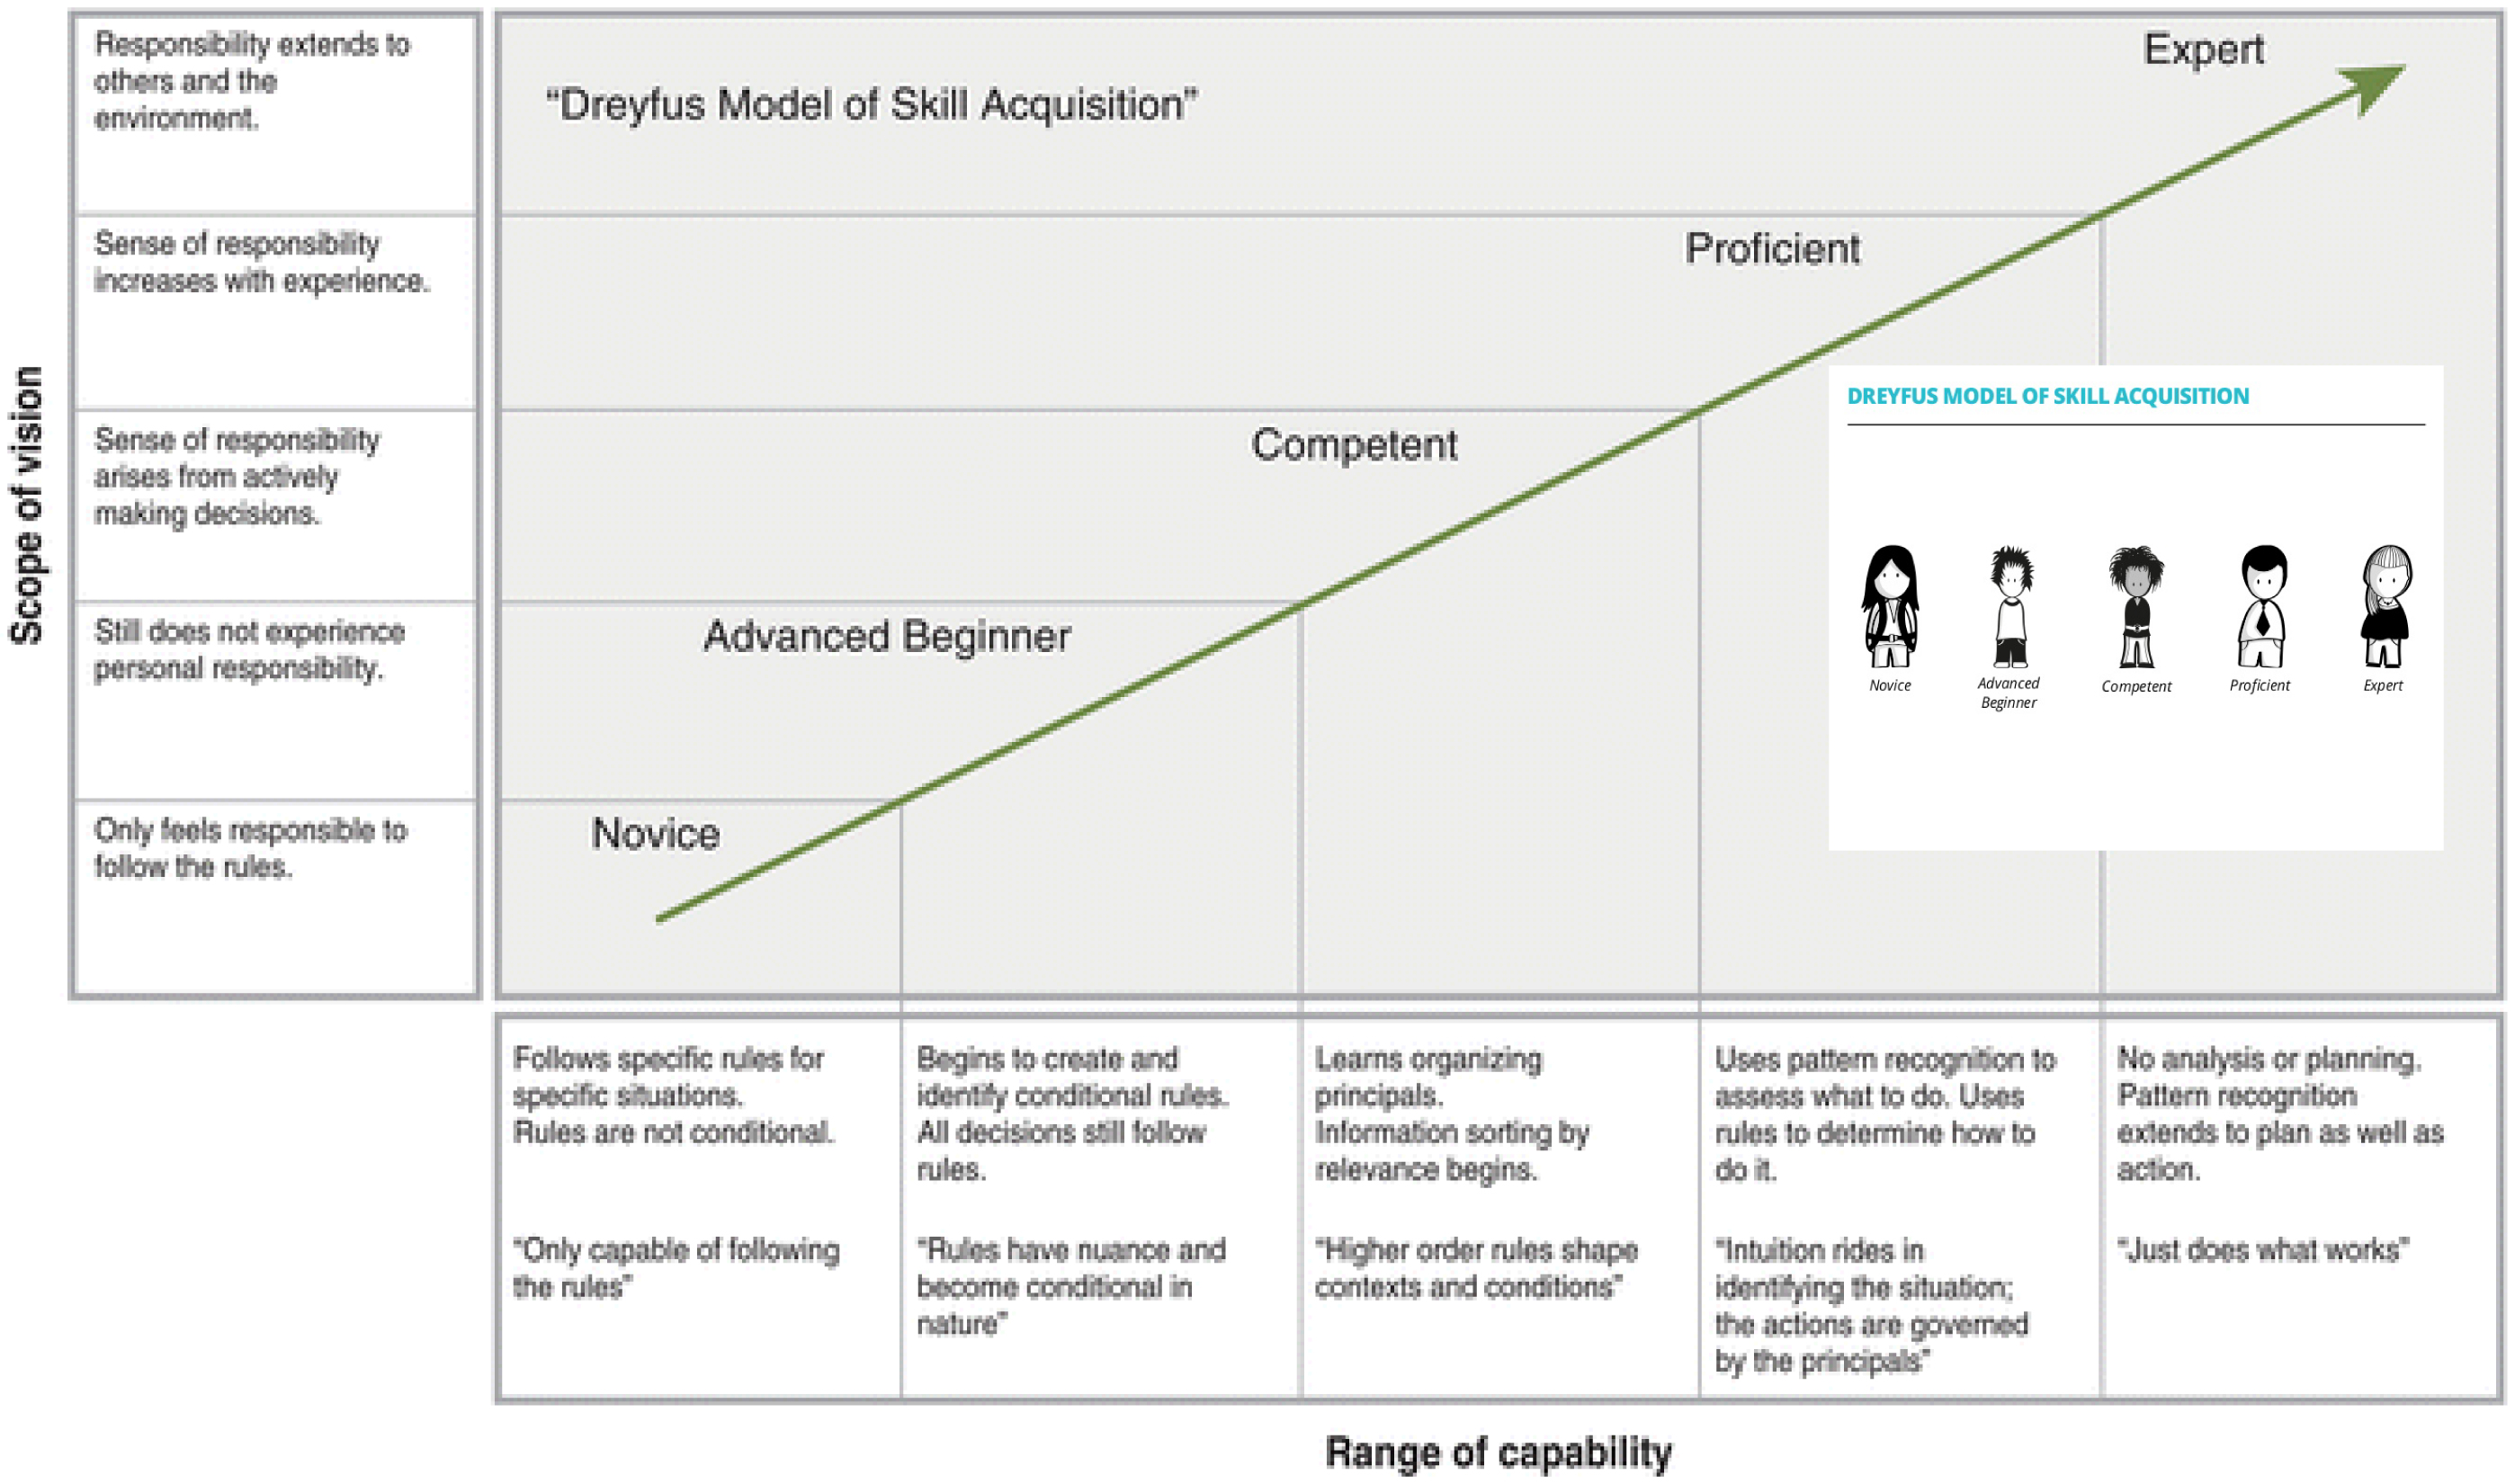 Responsibility extends to
others and the
environment.
Sense of responsibility
increases with experience.
Sense of responsibility
arises from actively
making decisions.
Still does not experience
personal responsibility.
Only feels responsible to
follow the rules.
Scope of vision
“Dreyfus Model of Skill Acquisition”
Expert
Proficient
Competent
Advanced Beginner
Novice
DREYFUS MODEL OF SKILL ACQUISITION
Novice
Advanced
Beginner
Competent
Proficient
Expert
Follows specific rules for
specific situations.
Rules are not conditional.
“Only capable of following
the rules”
Begins to create and
identify conditional rules.
All decisions still follow
rules.
“Rules have nuance and
become conditional in
nature”
Learns organizing
principals.
Information sorting by
relevance begins.
“Higher order rules shape
contexts and conditions”
Uses pattern recognition to
assess what to do. Uses
rules to determine how to
do it.
“Intuition rides in
identifying the situation;
the actions are governed
by the principals”
No analysis or planning.
Pattern recognition
extends to plan as well as
action.
“Just does what works”
Range of capability